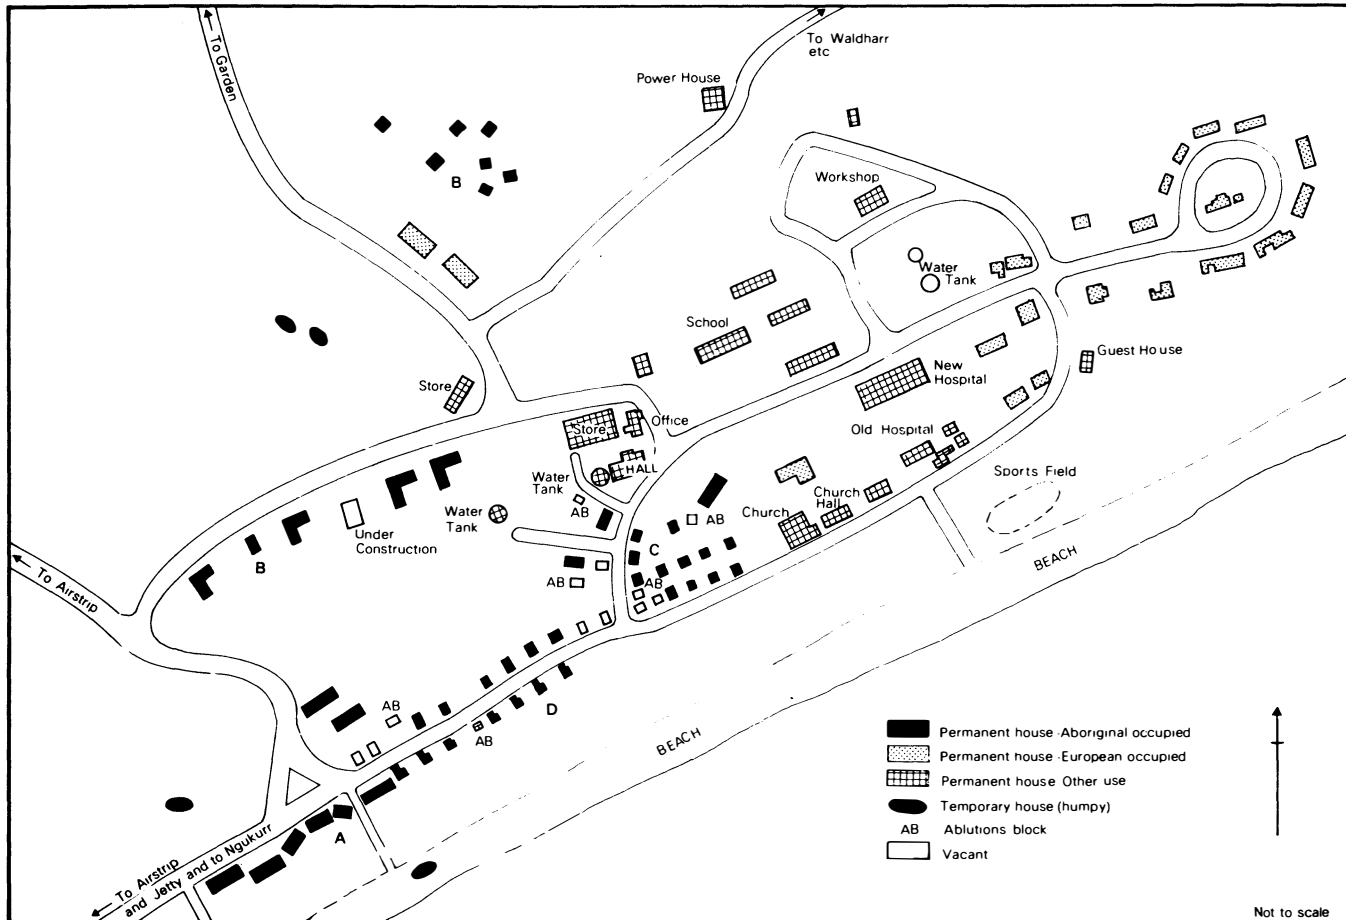 To Garden
To Waldharr
etc
Power House
B
Workshop
Water
Tank
School
Guest House
New
Hospital
Store
Store
Office
Old Hospital
HALL
Water
Tank
Sports Field
Water
Tank
AB
AB
Church
Hall
Church
Under
Construction
C
B
AB
AB
BEACH
To Airstrip
AB
D
AB
BEACH
A
To Airstrip
and Jetty and to Ngukurr
Permanent house - Aboriginal occupied
Permanent house - European occupied
Permanent house Other use
Temporary house (humpy)
AB Ablutions block
Vacant
Not to scale